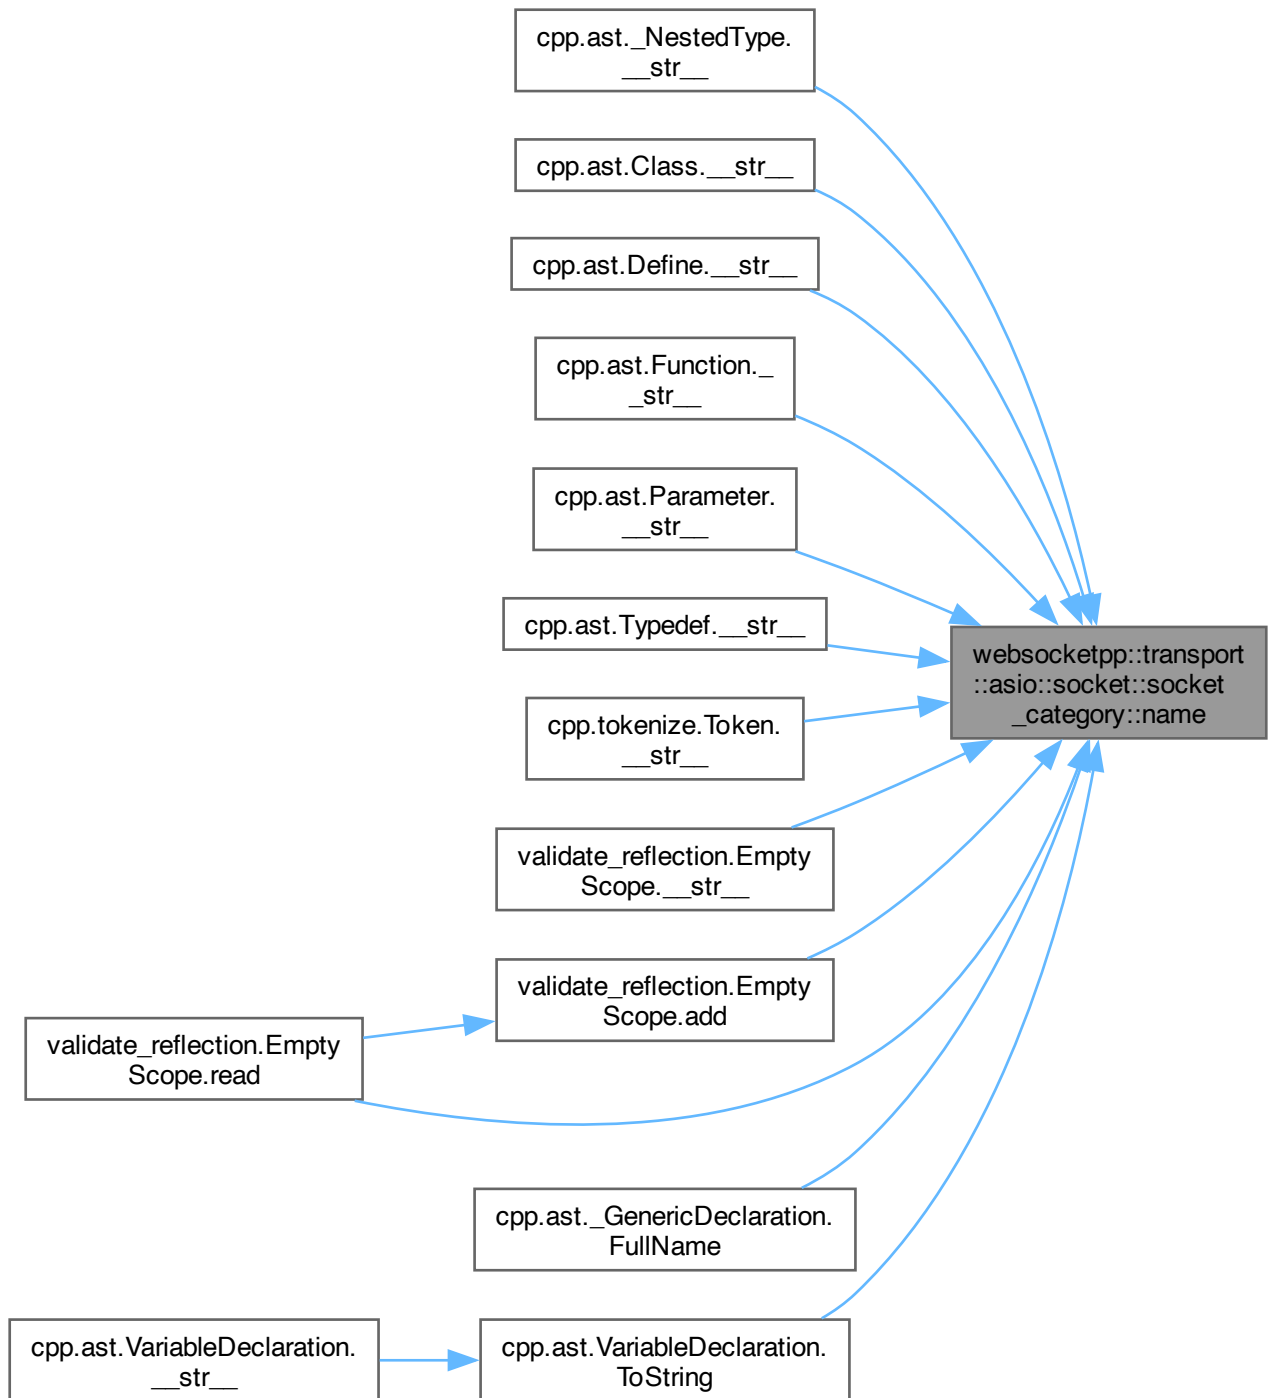 cpp.ast._NestedType.
__str__
cpp.ast.Class.__str__
cpp.ast.Define.__str__
cpp.ast.Function._
_str__
cpp.ast.Parameter.
__str__
cpp.ast.Typedef.__str__
websocketpp::transport
::asio::socket::socket
_category::name
cpp.tokenize.Token.
__str__
validate_reflection.Empty
Scope.__str__
validate_reflection.Empty
Scope.add
validate_reflection.Empty
Scope.read
cpp.ast._GenericDeclaration.
FullName
cpp.ast.VariableDeclaration.
__str__
cpp.ast.VariableDeclaration.
ToString